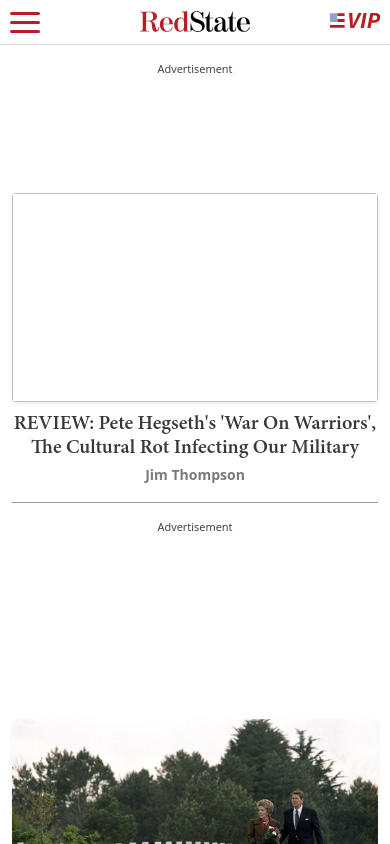 RedState
VIP
Advertisement
REVIEW: Pete Hegseth's 'War On Warriors',
The Cultural Rot Infecting Our Military
Jim Thompson
Advertisement